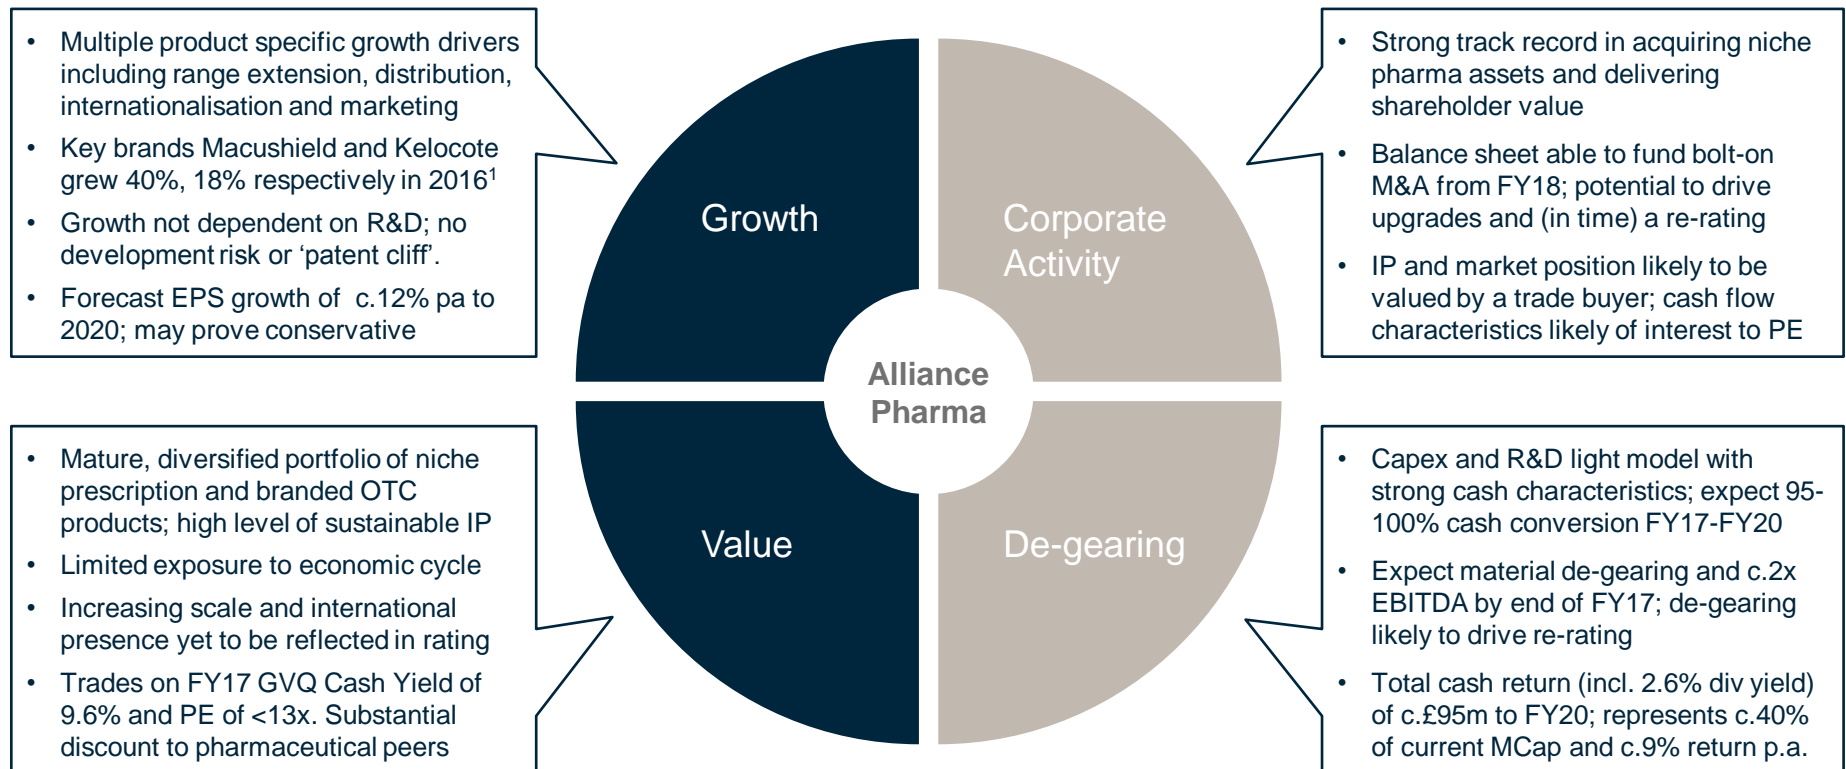 • Multiple product specific growth drivers
including range extension, distribution,
internationalisation and marketing
• Key brands Macushield and Kelocote
grew 40%, 18% respectively in 2016¹
• Growth not dependent on R&D; no
development risk or ‘patent cliff’.
• Forecast EPS growth of c.12% pa to
2020; may prove conservative
• Strong track record in acquiring niche
pharma assets and delivering
shareholder value
• Balance sheet able to fund bolt-on
M&A from FY18; potential to drive
upgrades and (in time) a re-rating
• IP and market position likely to be
valued by a trade buyer; cash flow
characteristics likely of interest to PE
Growth
Corporate
Activity
Alliance
Pharma
Value
De-gearing
• Mature, diversified portfolio of niche
prescription and branded OTC
products; high level of sustainable IP
• Limited exposure to economic cycle
• Increasing scale and international
presence yet to be reflected in rating
• Trades on FY17 GVQ Cash Yield of
9.6% and PE of <13x. Substantial
discount to pharmaceutical peers
• Capex and R&D light model with
strong cash characteristics; expect 95-
100% cash conversion FY17-FY20
• Expect material de-gearing and c.2x
EBITDA by end of FY17; de-gearing
likely to drive re-rating
• Total cash return (incl. 2.6% div yield)
of c.£95m to FY20; represents c.40%
of current MCap and c.9% return p.a.